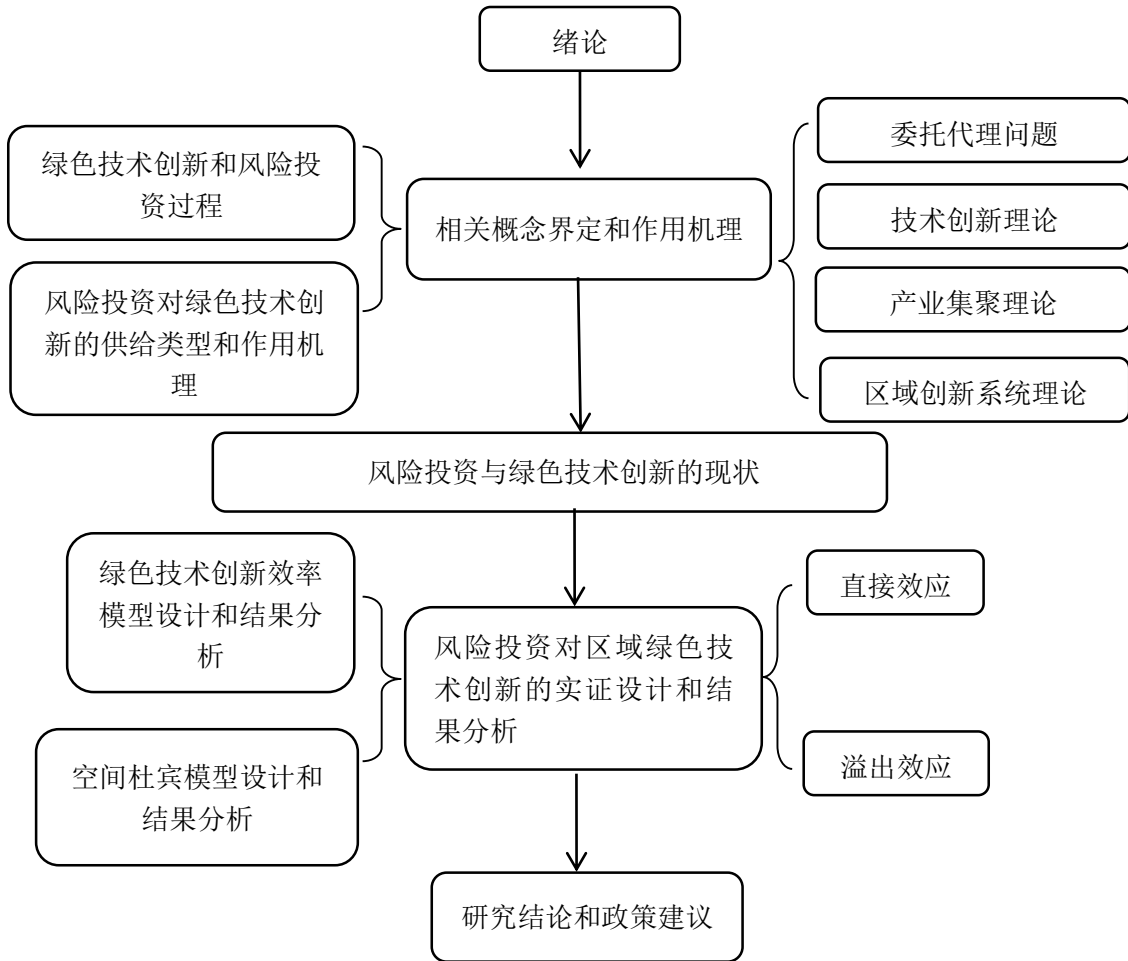 绪论
委托代理问题
绿色技术创新和风险投
资过程
技术创新理论
相关概念界定和作用机理
风险投资对绿色技术创
新的供给类型和作用机
理
产业集聚理论
区域创新系统理论
风险投资与绿色技术创新的现状
绿色技术创新效率
模型设计和结果分
析
直接效应
风险投资对区域绿色技
术创新的实证设计和结
果分析
空间杜宾模型设计和
结果分析
溢出效应
研究结论和政策建议